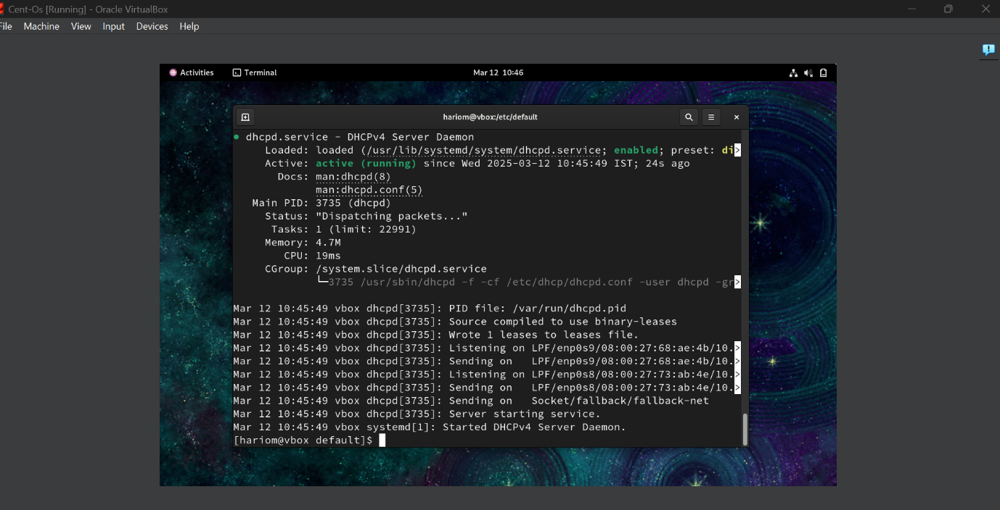 Cent-Os [Running] - Oracle VirtualBox
File Machine View Input Devices Help
Activities Terminal Mar 12 10:46
hariom@vbox:/etc/default
● dhcpd.service - DHCPv4 Server Daemon
Loaded: loaded (/usr/lib/systemd/system/dhcpd.service; enabled; preset: di>
Active: active (running) since Wed 2025-03-12 10:45:49 IST; 24s ago
Docs: man:dhcpd(8)
man:dhcpd.conf(5)
Main PID: 3735 (dhcpd)
Status: "Dispatching packets..."
Tasks: 1 (limit: 22991)
Memory: 4.7M
CPU: 19ms
CGroup: /system.slice/dhcpd.service
└─3735 /usr/sbin/dhcpd -f -cf /etc/dhcp/dhcpd.conf -user dhcpd -gr>
Mar 12 10:45:49 vbox dhcpd[3735]: PID file: /var/run/dhcpd.pid
Mar 12 10:45:49 vbox dhcpd[3735]: Source compiled to use binary-leases
Mar 12 10:45:49 vbox dhcpd[3735]: Wrote 1 leases to leases file.
Mar 12 10:45:49 vbox dhcpd[3735]: Listening on LPF/enp0s9/08:00:27:68:ae:4b/10.>
Mar 12 10:45:49 vbox dhcpd[3735]: Sending on   LPF/enp0s9/08:00:27:68:ae:4b/10.>
Mar 12 10:45:49 vbox dhcpd[3735]: Listening on LPF/enp0s8/08:00:27:73:ab:4e/10.>
Mar 12 10:45:49 vbox dhcpd[3735]: Sending on   LPF/enp0s8/08:00:27:73:ab:4e/10.>
Mar 12 10:45:49 vbox dhcpd[3735]: Sending on   Socket/fallback/fallback-net
Mar 12 10:45:49 vbox dhcpd[3735]: Server starting service.
Mar 12 10:45:49 vbox systemd[1]: Started DHCPv4 Server Daemon.
[hariom@vbox default]$